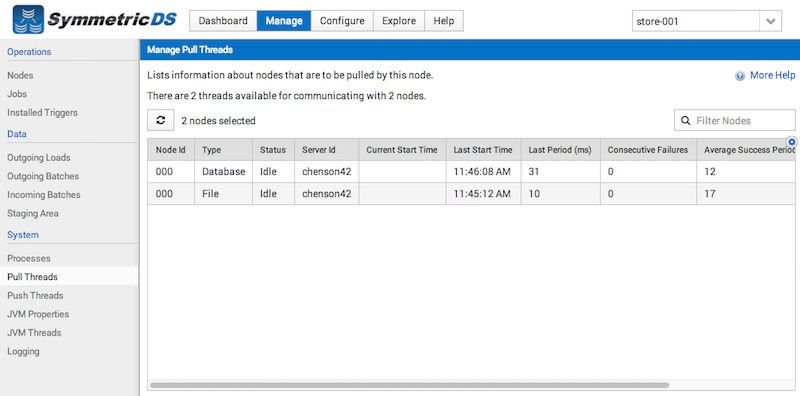 SymmetricDS
Dashboard Manage Configure Explore Help
store-001
Operations
Nodes
Jobs
Installed Triggers
Data
Outgoing Loads
Outgoing Batches
Incoming Batches
Staging Area
System
Processes
Pull Threads
Push Threads
JVM Properties
JVM Threads
Logging
Manage Pull Threads
Lists information about nodes that are to be pulled by this node.
More Help
There are 2 threads available for communicating with 2 nodes.
2 nodes selected
Filter Nodes
Node Id Type Status Server Id Current Start Time Last Start Time Last Period (ms) Consecutive Failures Average Success Period
000 Database Idle chenson42 11:46:08 AM 31 0 12
000 File Idle chenson42 11:45:12 AM 10 0 17